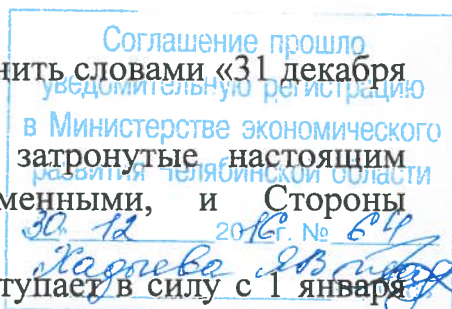 Соглашение прошло
нить словами «31 декабря
уведомительную регистрацию
в Министерстве экономического
затронутые настоящим
развития Челябинской области
менными, и Стороны
30 12 2016г. № 64
тупает в силу с 1 января